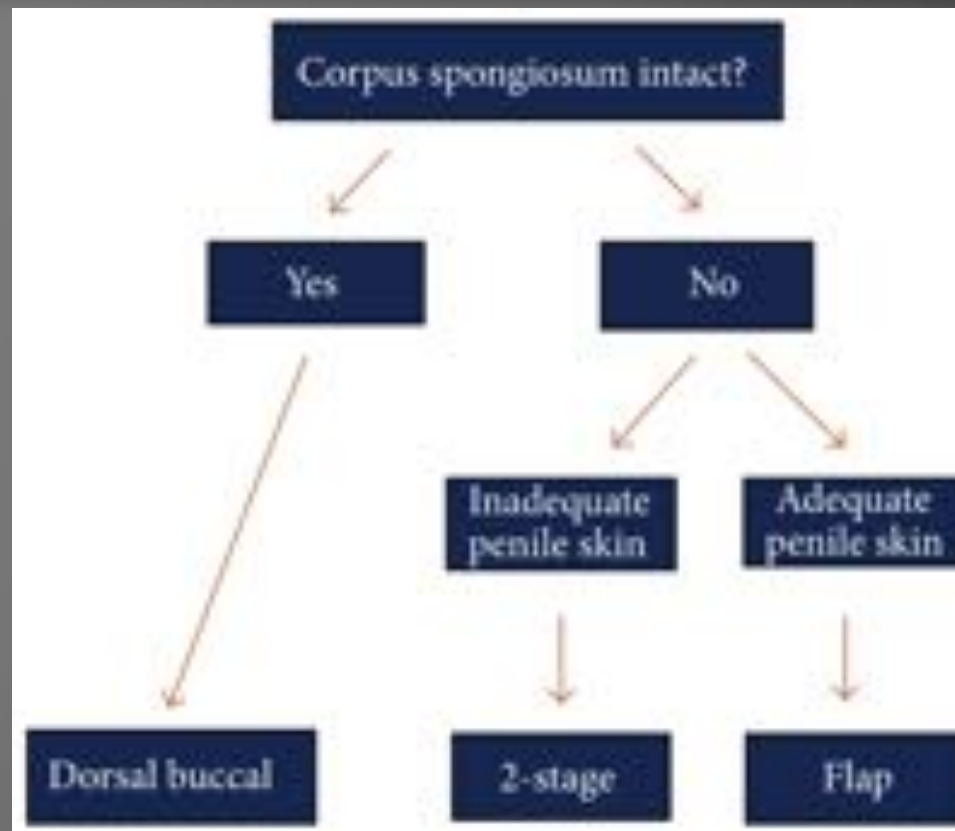 Corpus spongiosum intact?
Yes
No
Inadequate
penile skin
Adequate
penile skin
Dorsal buccal
2-stage
Flap